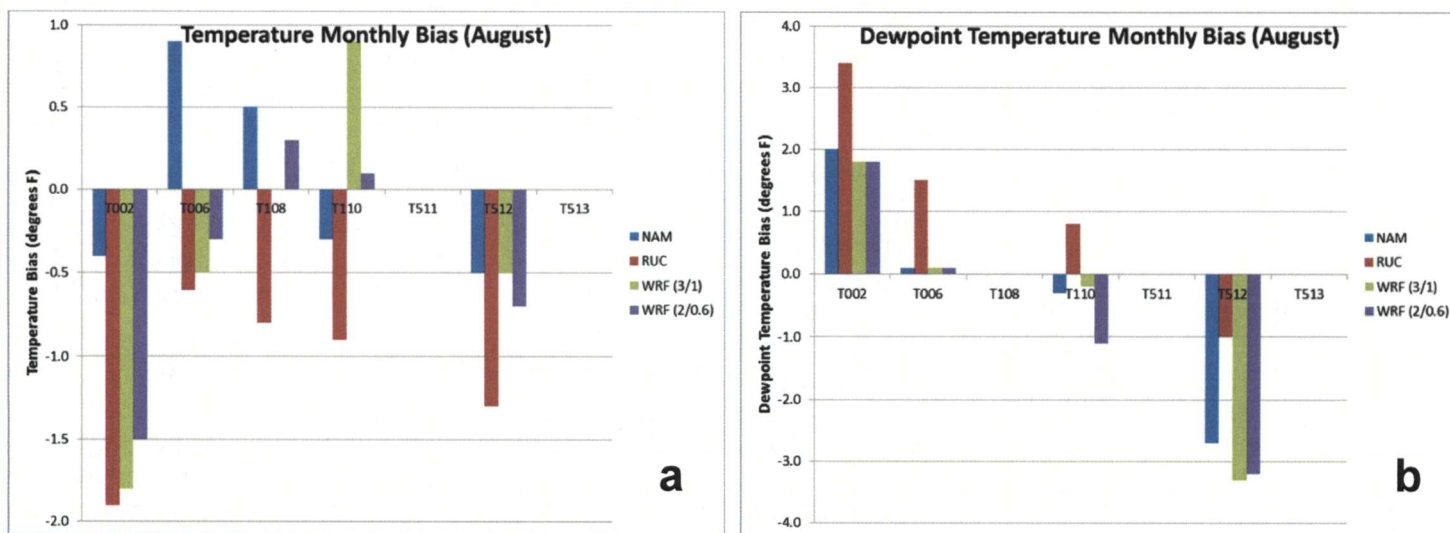 Temperature Monthly Bias (August)
Temperature Bias (degrees F)
1.0
0.5
0.0
-0.5
-1.0
-1.5
-2.0
T002 T006 T108 T110 T511 T512 T513
NAM
RUC
WRF (3/1)
WRF (2/0.6)
a
Dewpoint Temperature Monthly Bias (August)
Dewpoint Temperature Bias (degrees F)
4.0
3.0
2.0
1.0
0.0
-1.0
-2.0
-3.0
-4.0
T002 T006 T108 T110 T511 T512 T513
NAM
RUC
WRF (3/1)
WRF (2/0.6)
b